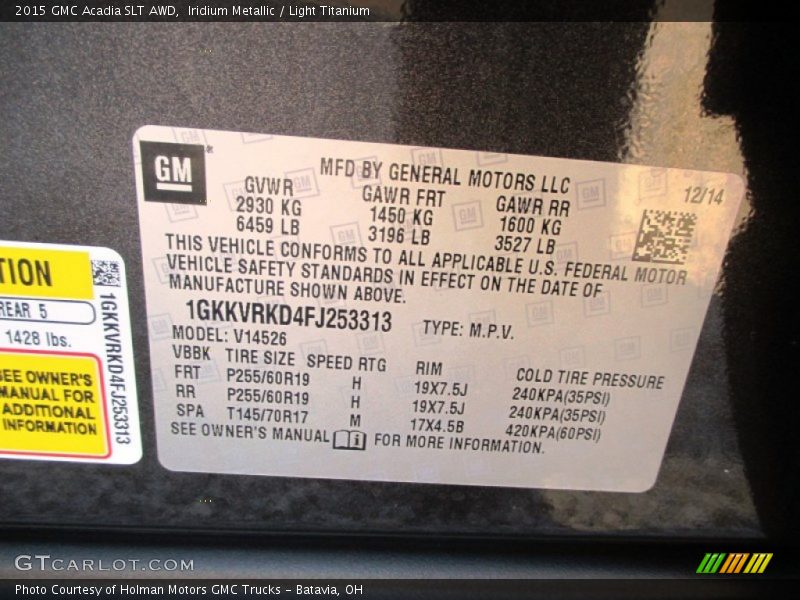 2015 GMC Acadia SLT AWD, Iridium Metallic / Light Titanium
GM
MFD BY GENERAL MOTORS LLC
12/14
GVWR GAWR FRT GAWR RR
2930 KG 1450 KG 1600 KG
6459 LB 3196 LB 3527 LB
THIS VEHICLE CONFORMS TO ALL APPLICABLE U.S. FEDERAL MOTOR
VEHICLE SAFETY STANDARDS IN EFFECT ON THE DATE OF
MANUFACTURE SHOWN ABOVE.
1GKKVRKD4FJ253313 TYPE: M.P.V.
MODEL: V14526
VBBK TIRE SIZE SPEED RTG RIM COLD TIRE PRESSURE
FRT P255/60R19 H 19X7.5J 240KPA(35PSI)
RR P255/60R19 H 19X7.5J 240KPA(35PSI)
SPA T145/70R17 M 17X4.5B 420KPA(60PSI)
SEE OWNER'S MANUAL i FOR MORE INFORMATION.
TION
REAR 5
1428 lbs.
SEE OWNER'S
MANUAL FOR
ADDITIONAL
INFORMATION
1GKKVRKD4FJ253313
GTCARLOT.COM
Photo Courtesy of Holman Motors GMC Trucks - Batavia, OH